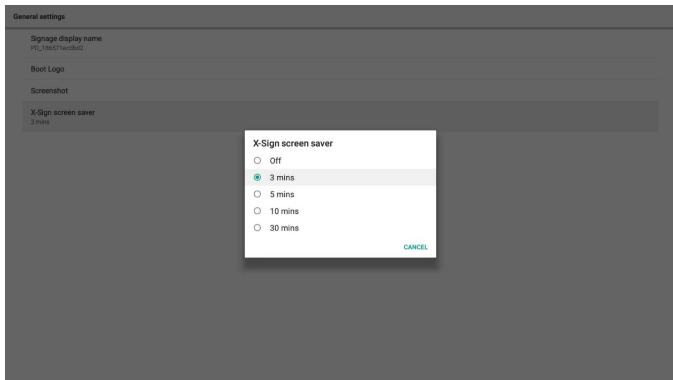 General settings
Signage display name
Boot Logo
Screenshot
X-Sign screen saver
3 mins
X-Sign screen saver
Off
3 mins
5 mins
10 mins
30 mins
CANCEL